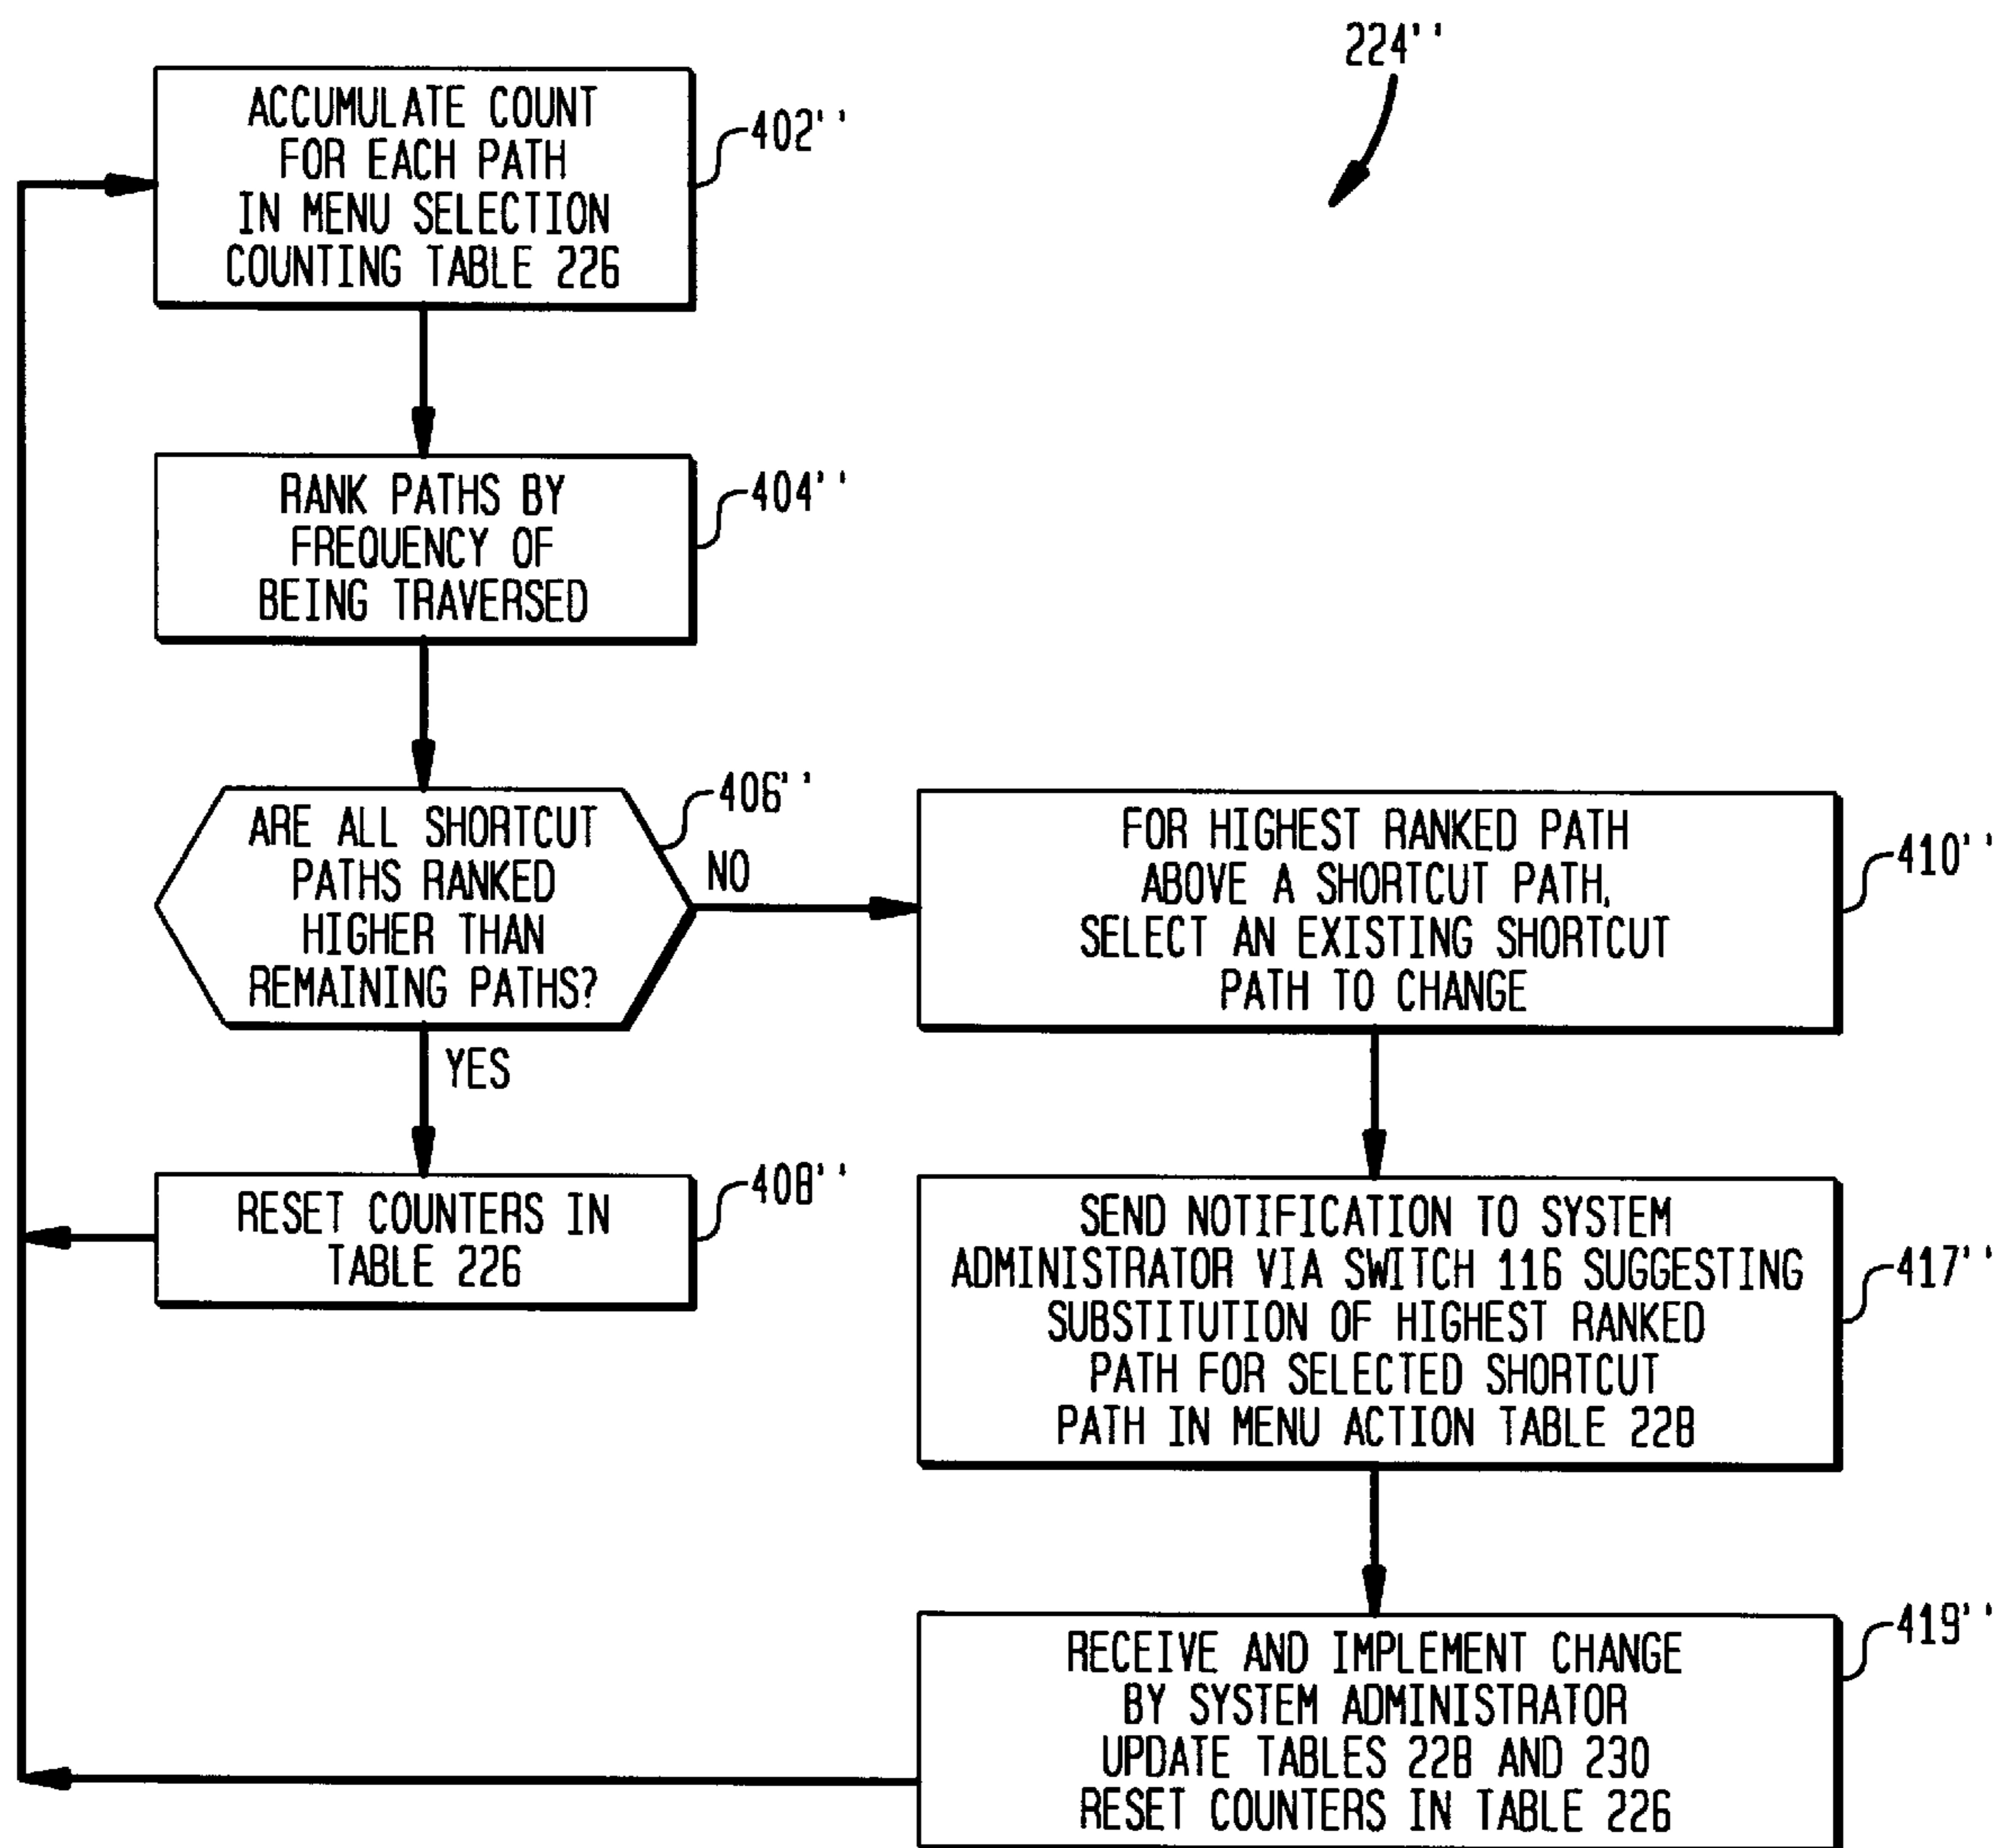 224''
ACCUMULATE COUNT
FOR EACH PATH
IN MENU SELECTION
COUNTING TABLE 226
402''
RANK PATHS BY
FREQUENCY OF
BEING TRAVERSED
404''
ARE ALL SHORTCUT
PATHS RANKED
HIGHER THAN
REMAINING PATHS?
406''
NO
YES
RESET COUNTERS IN
TABLE 226
408''
FOR HIGHEST RANKED PATH
ABOVE A SHORTCUT PATH,
SELECT AN EXISTING SHORTCUT
PATH TO CHANGE
410''
SEND NOTIFICATION TO SYSTEM
ADMINISTRATOR VIA SWITCH 116 SUGGESTING
SUBSTITUTION OF HIGHEST RANKED
PATH FOR SELECTED SHORTCUT
PATH IN MENU ACTION TABLE 228
417''
RECEIVE AND IMPLEMENT CHANGE
BY SYSTEM ADMINISTRATOR
UPDATE TABLES 228 AND 230
RESET COUNTERS IN TABLE 226
419''